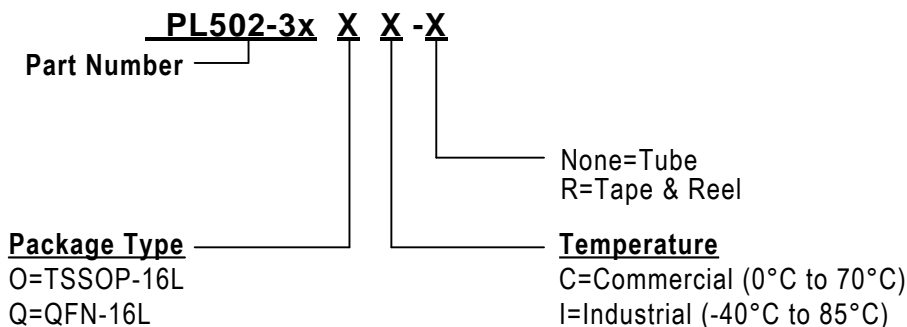 PL502-3x X X -X
Part Number
None=Tube
R=Tape & Reel
Package Type
O=TSSOP-16L
Q=QFN-16L
Temperature
C=Commercial (0°C to 70°C)
I=Industrial (-40°C to 85°C)